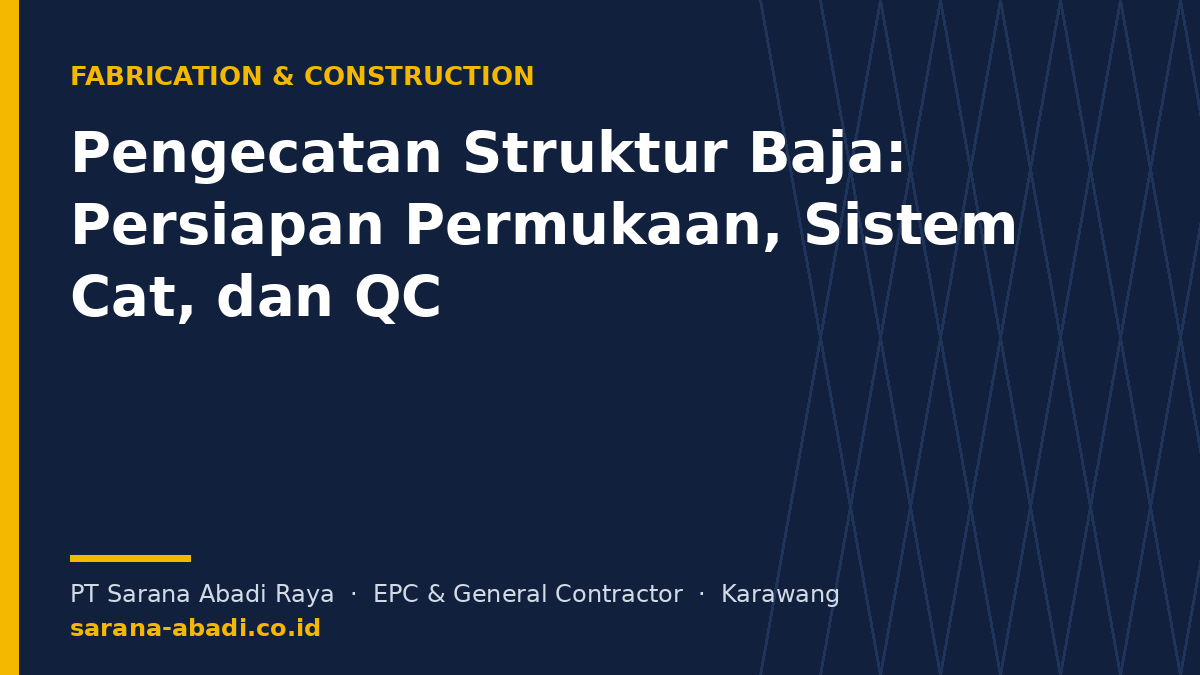 FABRICATION & CONSTRUCTION
Pengecatan Struktur Baja:
Persiapan Permukaan, Sistem
Cat, dan QC
PT Sarana Abadi Raya · EPC & General Contractor · Karawang
sarana-abadi.co.id